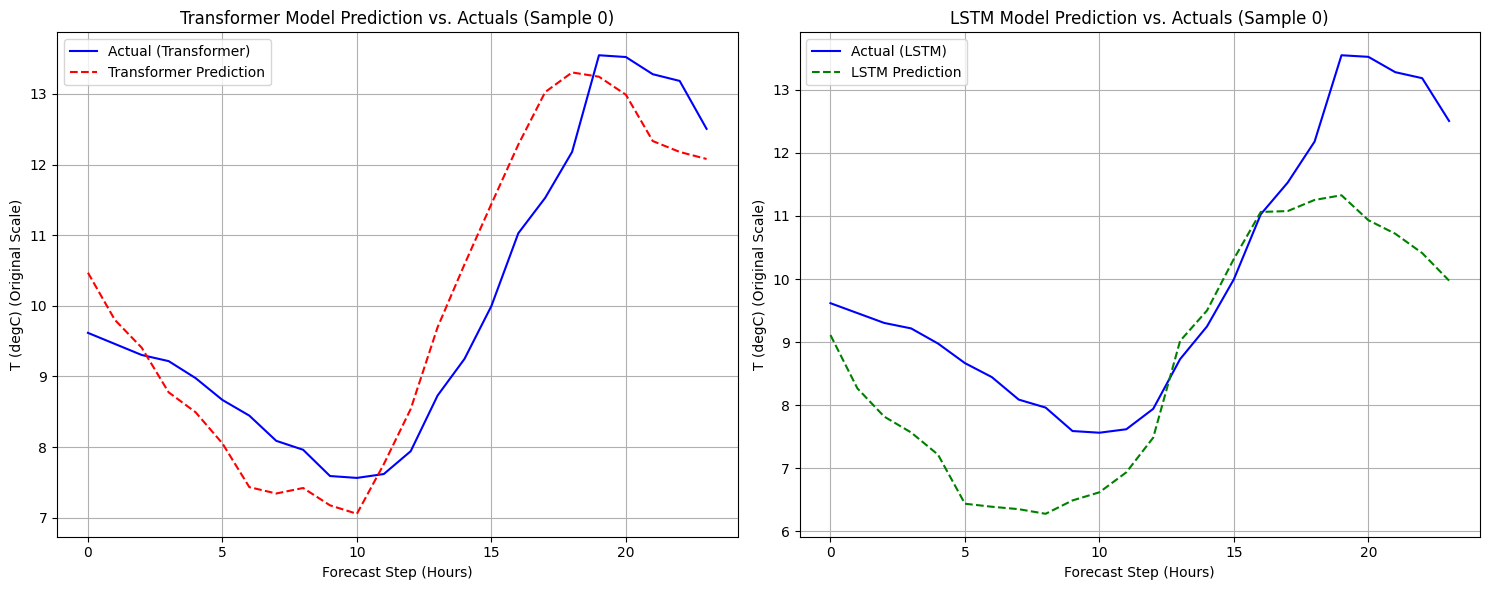 Transformer Model Prediction vs. Actuals (Sample 0)
Actual (Transformer)
Transformer Prediction
T (degC) (Original Scale)
13
12
11
10
9
8
7
0 5 10 15 20
Forecast Step (Hours)
LSTM Model Prediction vs. Actuals (Sample 0)
Actual (LSTM)
LSTM Prediction
T (degC) (Original Scale)
13
12
11
10
9
8
7
6
0 5 10 15 20
Forecast Step (Hours)